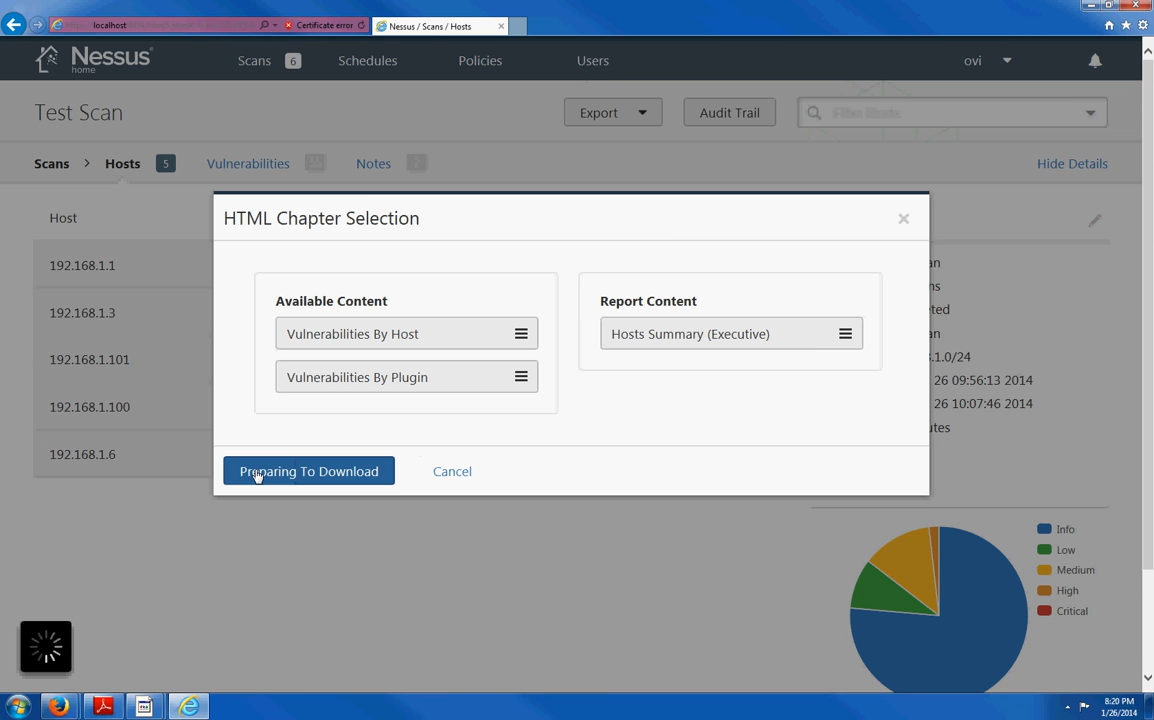 localhost
Certificate error
Nessus / Scans / Hosts
Nessus
home
Scans 6
Schedules
Policies
Users
ovi
Test Scan
Export
Audit Trail
Filter Hosts
Scans > Hosts 5
Vulnerabilities
Notes
Hide Details
HTML Chapter Selection
Host
192.168.1.1
192.168.1.3
192.168.1.101
192.168.1.100
192.168.1.6
Available Content
Vulnerabilities By Host
Vulnerabilities By Plugin
Report Content
Hosts Summary (Executive)
an
ns
ted
an
.1.0/24
26 09:56:13 2014
26 10:07:46 2014
utes
Preparing To Download
Cancel
Info
Low
Medium
High
Critical
8:20 PM
1/26/2014